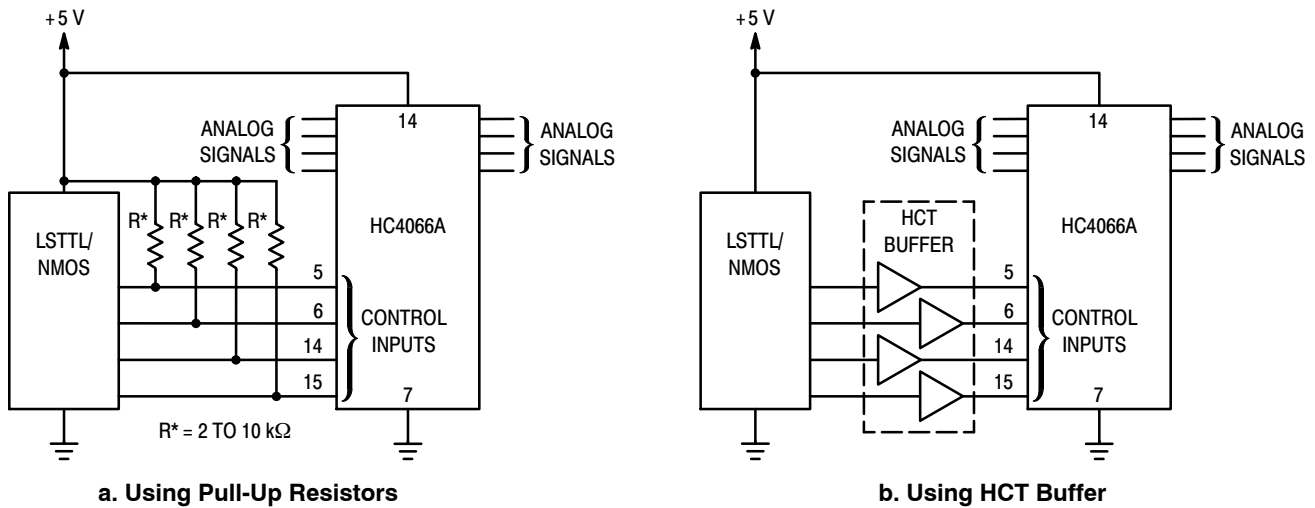 +5 V
14
ANALOG
SIGNALS
ANALOG
SIGNALS
R* R* R* R*
HC4066A
LSTTL/
NMOS
5
6
14
15
CONTROL
INPUTS
7
R* = 2 TO 10 kΩ
a. Using Pull-Up Resistors
+5 V
14
ANALOG
SIGNALS
ANALOG
SIGNALS
HCT
BUFFER
HC4066A
LSTTL/
NMOS
5
6
14
15
CONTROL
INPUTS
7
b. Using HCT Buffer